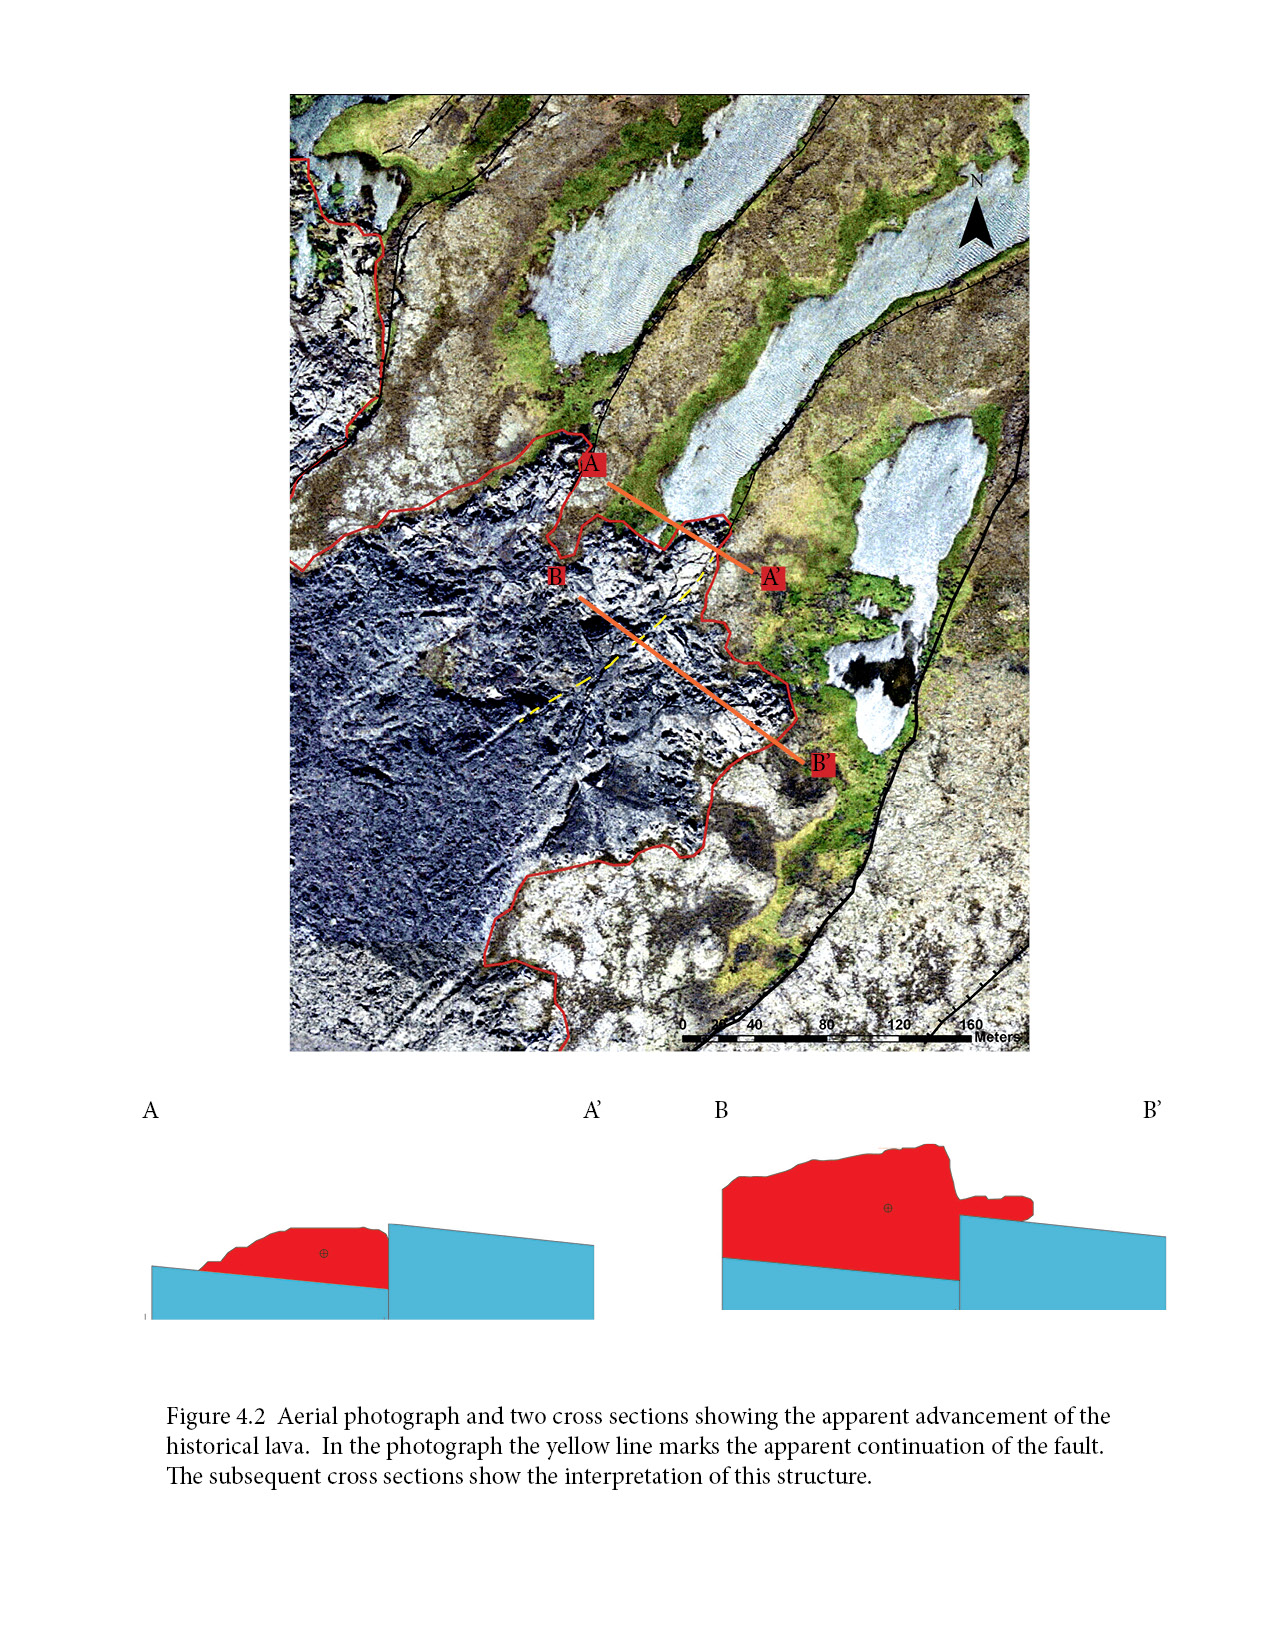 N
A
B
A’
B’
0 20 40 80 120 160
Meters
A A’ B B’
Figure 4.2 Aerial photograph and two cross sections showing the apparent advancement of the
historical lava. In the photograph the yellow line marks the apparent continuation of the fault.
The subsequent cross sections show the interpretation of this structure.